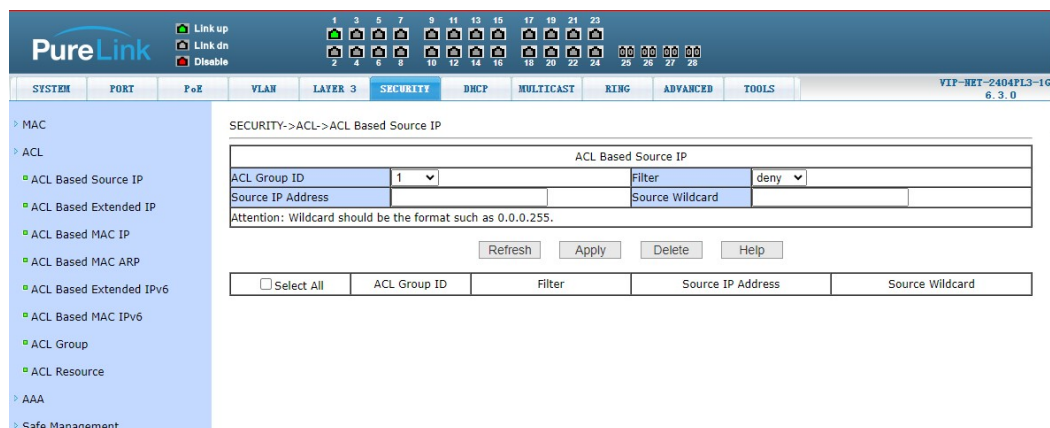 PureLink
Link up
Link dn
Disable
1 3 5 7 9 11 13 15 17 19 21 23
2 4 6 8 10 12 14 16 18 20 22 24 25 26 27 28
SYSTEM PORT PoE VLAN LAYER 3 SECURITY DHCP MULTICAST RING ADVANCED TOOLS
VIP-NET-2404PL3-1G
6.3.0
MAC
ACL
ACL Based Source IP
ACL Based Extended IP
ACL Based MAC IP
ACL Based MAC ARP
ACL Based Extended IPv6
ACL Based MAC IPv6
ACL Group
ACL Resource
AAA
Safe Management
SECURITY->ACL->ACL Based Source IP
ACL Based Source IP
ACL Group ID 1 Filter deny
Source IP Address Source Wildcard
Attention: Wildcard should be the format such as 0.0.0.255.
Refresh Apply Delete Help
Select All ACL Group ID Filter Source IP Address Source Wildcard